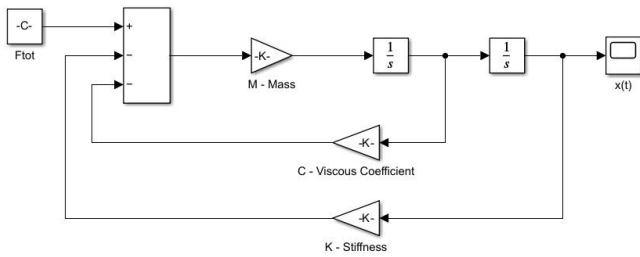 -C-
Ftot
+
−
−
-K-
M - Mass
1
s
1
s
x(t)
-K-
C - Viscous Coefficient
-K-
K - Stiffness